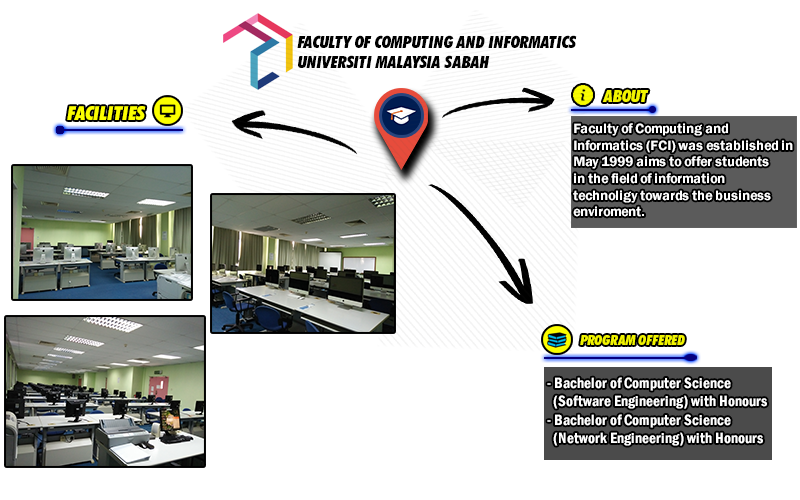 FACULTY OF COMPUTING AND INFORMATICS
UNIVERSITI MALAYSIA SABAH
FACILITIES
i ABOUT
Faculty of Computing and
Informatics (FCI) was established in
May 1999 aims to offer students
in the field of information
technoligy towards the business
enviroment.
PROGRAM OFFERED
- Bachelor of Computer Science
(Software Engineering) with Honours
- Bachelor of Computer Science
(Network Engineering) with Honours